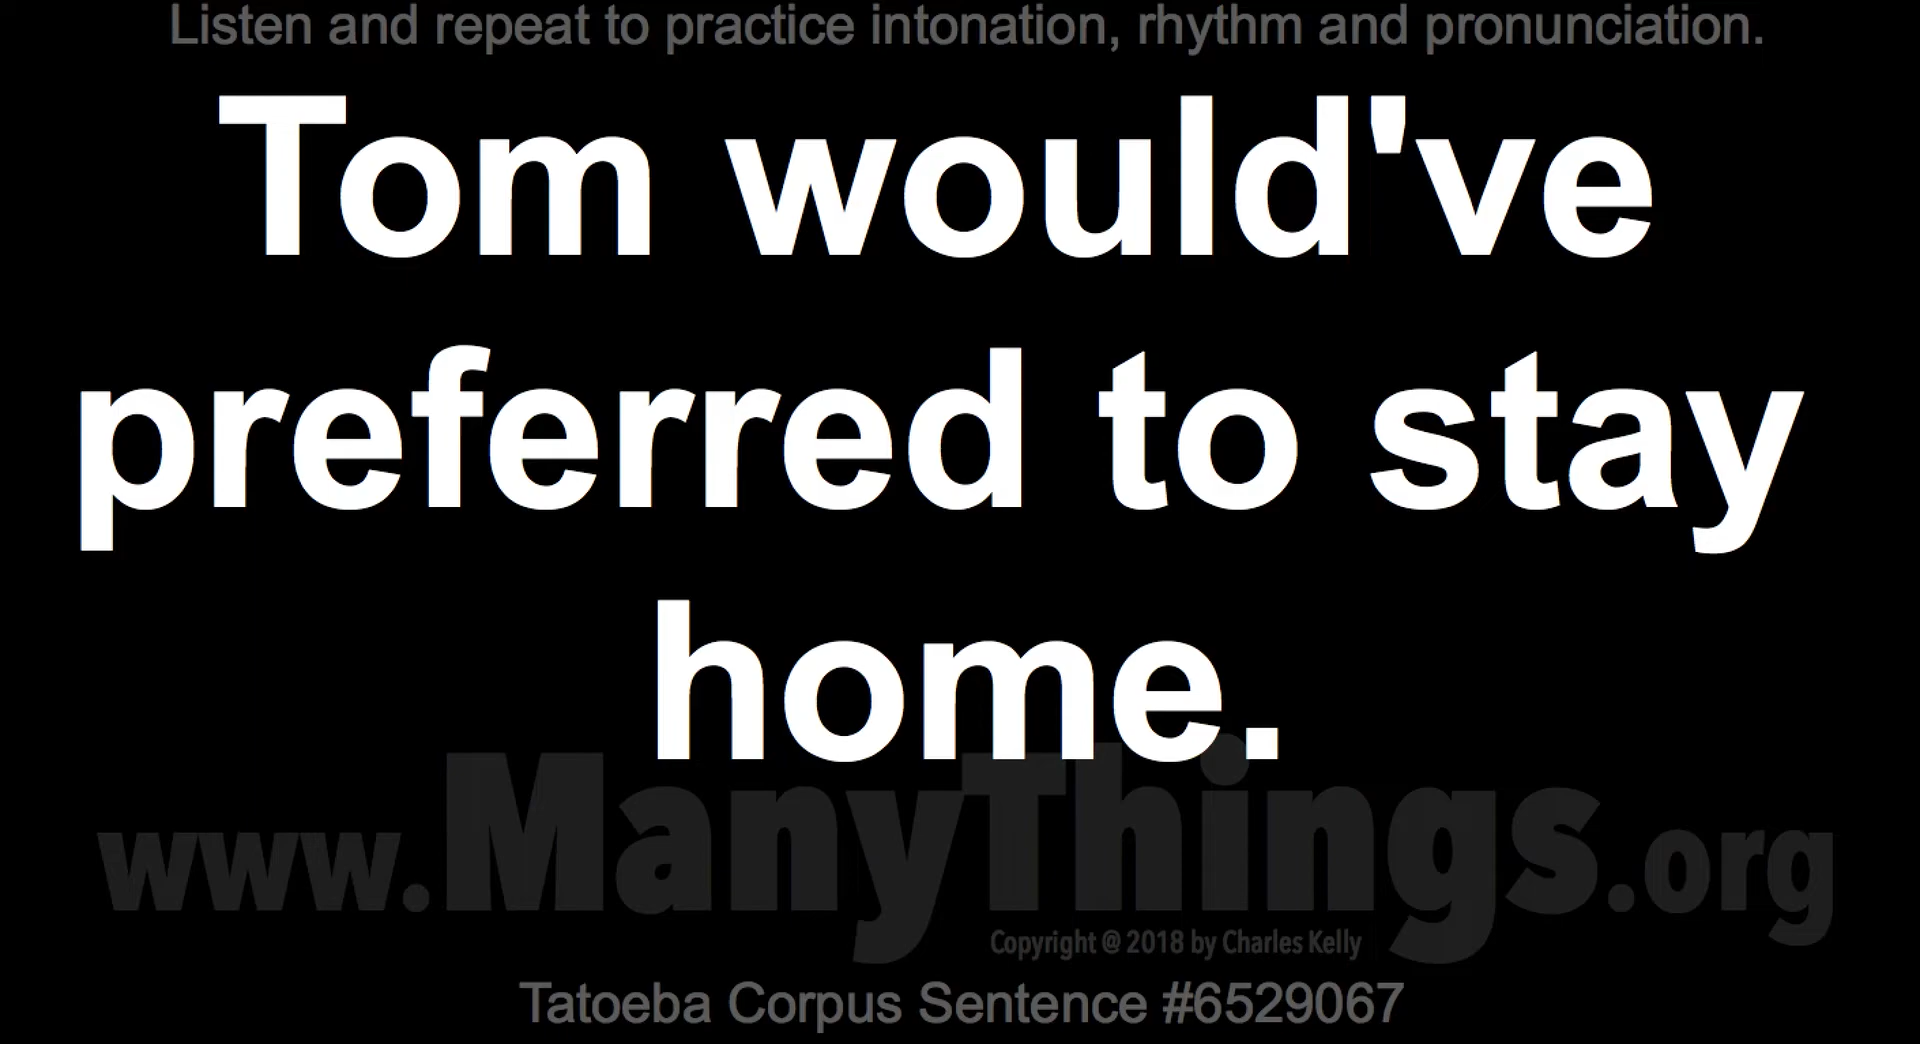 Listen and repeat to practice intonation, rhythm and pronunciation.
Tom would've
preferred to stay
home.
www.ManyThings.org
Copyright @ 2018 by Charles Kelly
Tatoeba Corpus Sentence #6529067